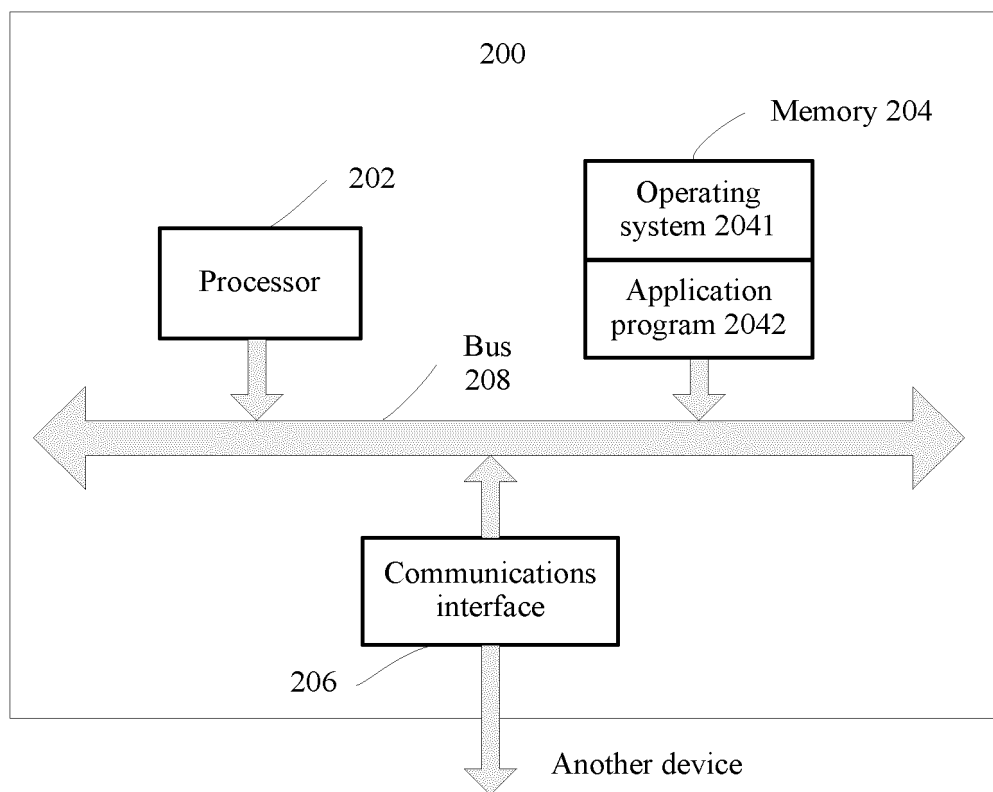 200
Memory 204
202
Operating
system 2041
Processor
Application
program 2042
Bus
208
Communications
interface
206
Another device